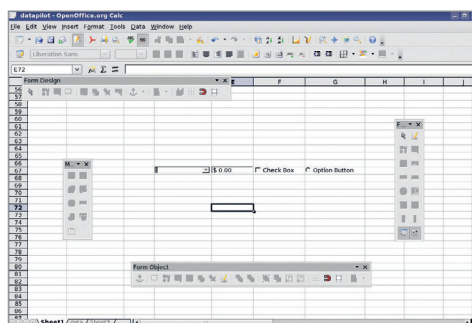 datapilot - OpenOffice.org Calc
File Edit View Insert Format Tools Data Window Help
Liberation Sans
E72
Σ =
Form Design
E F G H I J
56
57
58
59
60
61
62
63
64
65
66
67 $ 0.00 Check Box Option Button
68
69
70
71
72
73
74
75
76
77
78
79
80
81
82
83
84
85
86
F...
M...
Form Object
Sheet1 data Sheet3